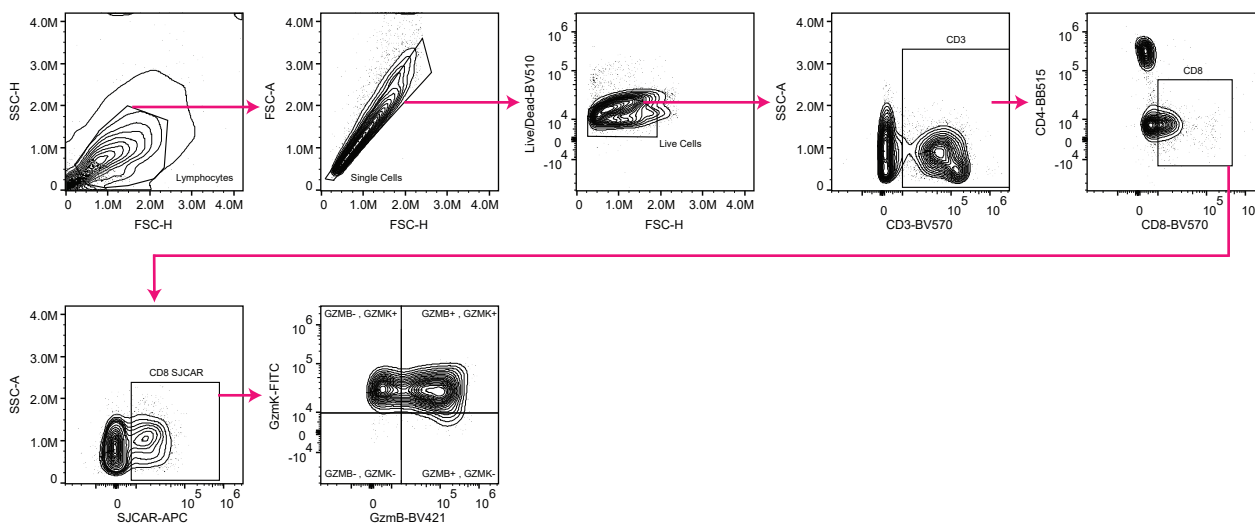 4.0M
3.0M
2.0M
1.0M
0
SSC-H
Lymphocytes
0 1.0M 2.0M 3.0M 4.0M
FSC-H
4.0M
3.0M
2.0M
1.0M
0
FSC-A
Single Cells
0 1.0M 2.0M 3.0M 4.0M
FSC-H
10^6
10^5
10^4
0
-10^4
Live/Dead-BV510
Live Cells
0 1.0M 2.0M 3.0M 4.0M
FSC-H
4.0M
3.0M
2.0M
1.0M
0
SSC-A
CD3
0 10^5 10^6
CD3-BV570
10^6
10^5
10^4
0
-10^4
CD4-BB515
CD8
0 10^5 10^6
CD8-BV570
4.0M
3.0M
2.0M
1.0M
0
SSC-A
CD8 SJCAR
0 10^5 10^6
SJCAR-APC
10^6
10^5
10^4
0
-10^4
GzmK-FITC
GZMB- , GZMK+ GZMB+ , GZMK+
GZMB- , GZMK- GZMB+ , GZMK-
0 10^5 10^6
GzmB-BV421